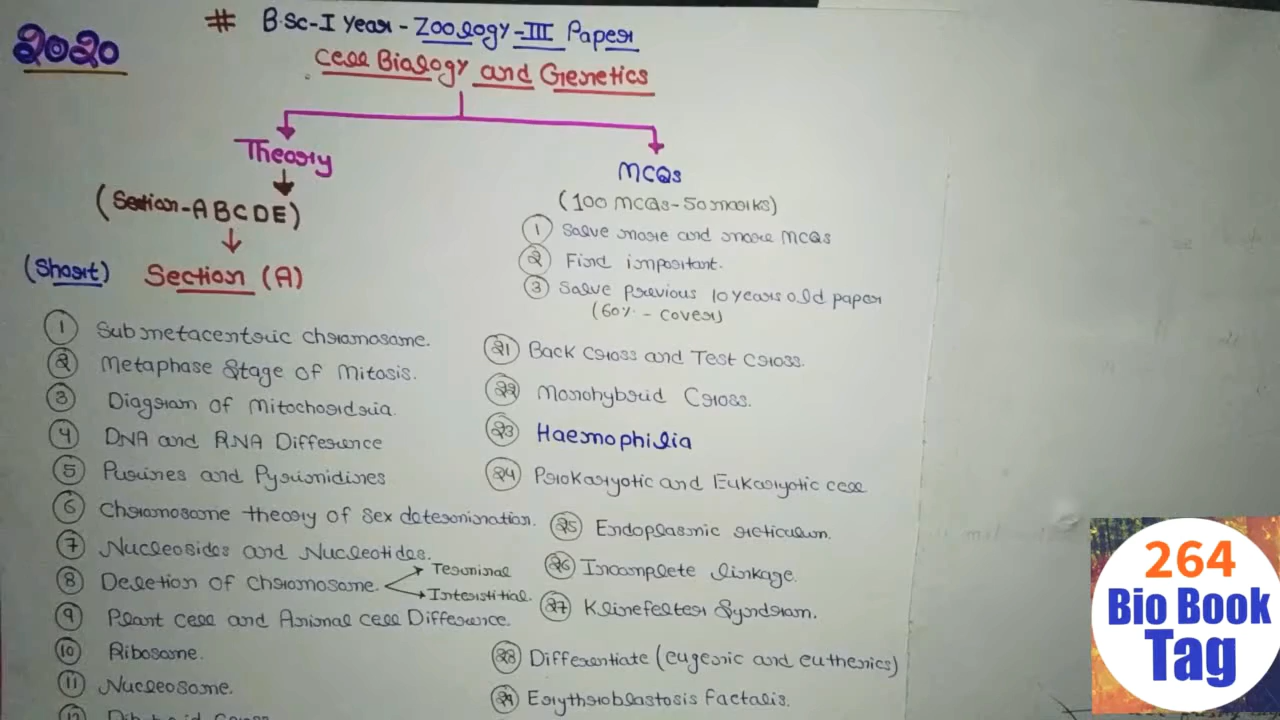 2020
# B.Sc-I Year - Zoology-III Paper
Cell Biology and Genetics
Theory
(Section-A B C D E)
(Short) Section (A)
1 Submetacentric chromosome.
2 Metaphase Stage of Mitosis.
3 Diagram of Mitochondria.
4 DNA and RNA Difference
5 Purines and Pyrimidines
6 Chromosome theory of sex determination.
7 Nucleosides and Nucleotides.
8 Deletion of Chromosome. Terminal
Interstitial.
9 Plant cell and Animal cell Difference.
10 Ribosome.
11 Nucleosome.
12
MCQs
(100 MCQs - 50 marks)
1 Solve more and more MCQs
2 Find important.
3 Solve previous 10 years old paper
(60% - cover)
21 Back Cross and Test Cross.
22 Monohybrid Cross.
23 Haemophilia
24 Prokaryotic and Eukaryotic cell
25 Endoplasmic reticulum.
26 Incomplete linkage.
27 Klinefelter Syndrom.
28 Differentiate (eugenic and euthenics)
29 Erythroblastosis factalis.
264
Bio Book
Tag